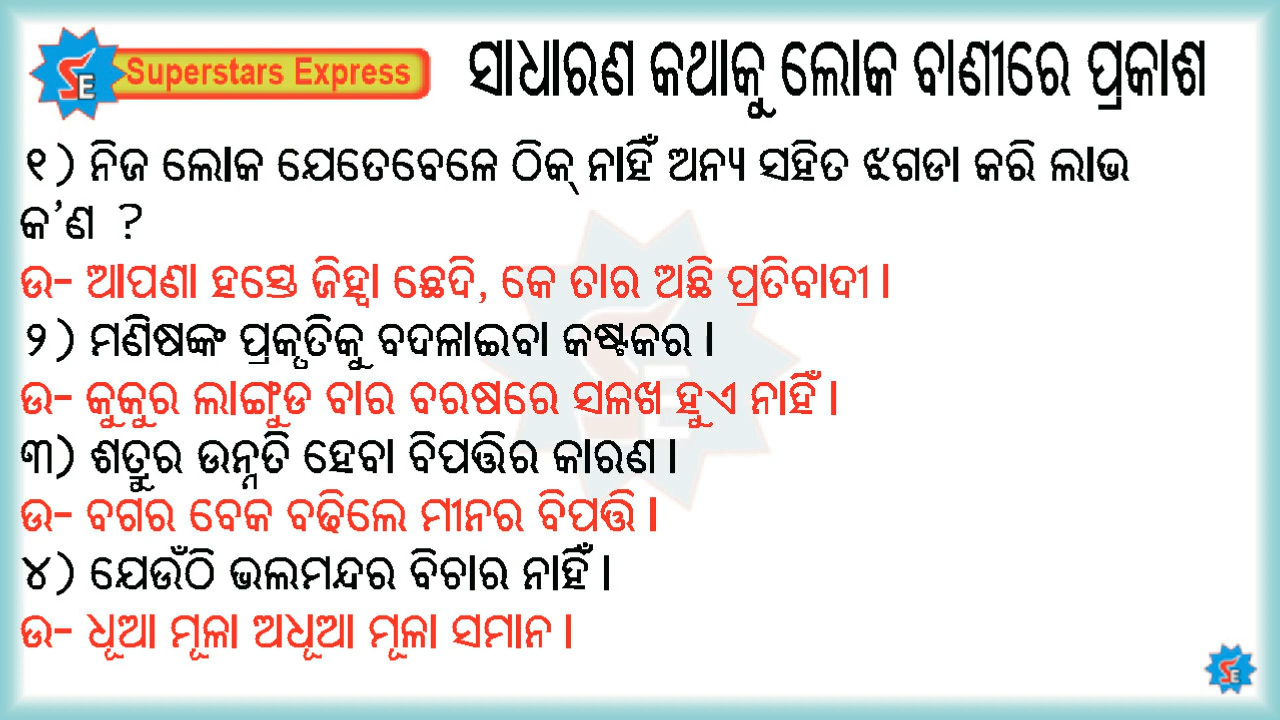 SE Superstars Express
ସାଧାରଣ କଥାକୁ ଲୋକ ବାଣୀରେ ପ୍ରକାଶ
୧) ନିଜ ଲୋକ ଯେତେବେଳେ ଠିକ୍ ନାହିଁ ଅନ୍ୟ ସହିତ ଝଗଡା କରି ଲାଭ
କ'ଣ ?
ଉ- ଆପଣା ହସ୍ତେ ଜିହ୍ବା ଛେଦି, କେ ତାର ଅଛି ପ୍ରତିବାଦୀ ।
୨) ମଣିଷଙ୍କ ପ୍ରକୃତିକୁ ବଦଳାଇବା କଷ୍ଟକର ।
ଉ- କୁକୁର ଲାଙ୍ଗୁଡ ବାର ବରଷରେ ସଳଖ ହୁଏ ନାହିଁ ।
୩) ଶତ୍ରୁର ଉନ୍ନତି ହେବା ବିପତ୍ତିର କାରଣ ।
ଉ- ବଗର ବେକ ବଢିଲେ ମୀନର ବିପତ୍ତି ।
୪) ଯେଉଁଠି ଭଲମନ୍ଦର ବିଚାର ନାହିଁ ।
ଉ- ଧୂଆ ମୂଳା ଅଧୂଆ ମୂଳା ସମାନ ।
SE